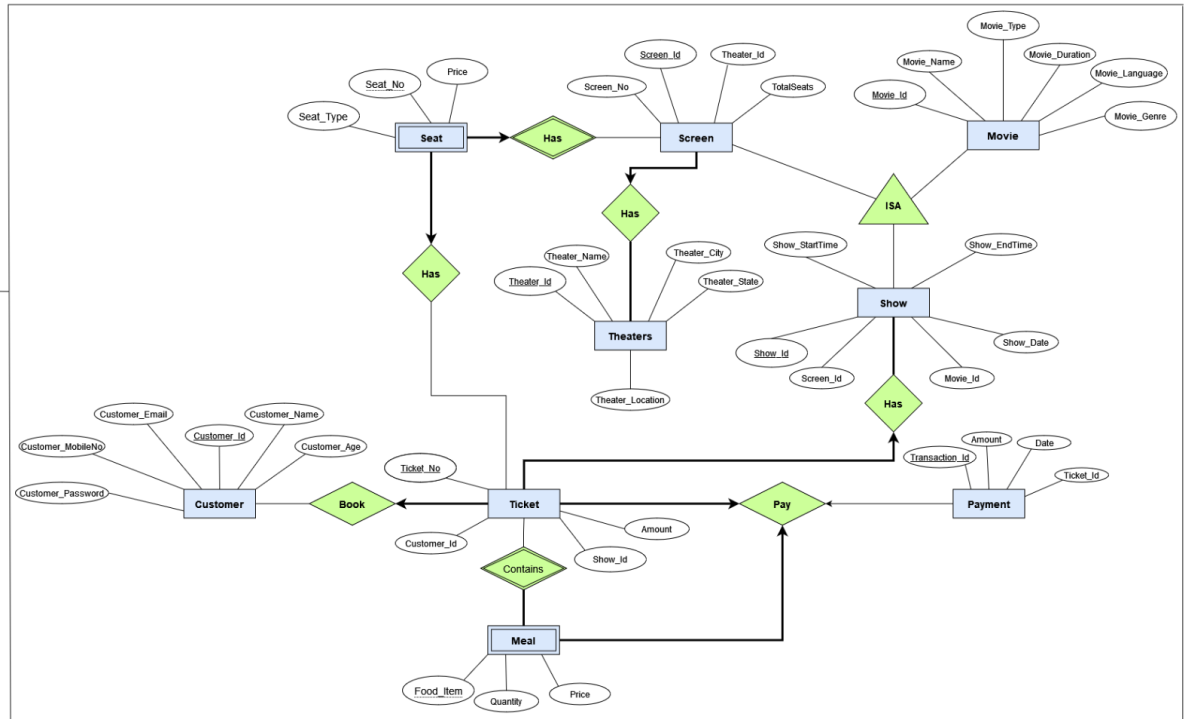 Movie_Type
Screen_Id
Theater_Id
Movie_Name
Movie_Duration
Seat_No
Price
Screen_No
TotalSeats
Movie_Id
Movie_Language
Seat_Type
Movie_Genre
Seat
Has
Screen
Movie
ISA
Has
Has
Theater_Name
Theater_City
Theater_Id
Theater_State
Theaters
Theater_Location
Show_StartTime
Show_EndTime
Show
Show_Id
Screen_Id
Movie_Id
Show_Date
Has
Customer_Email
Customer_Name
Customer_MobileNo
Customer_Id
Customer_Age
Customer_Password
Customer
Book
Ticket_No
Ticket
Customer_Id
Amount
Show_Id
Pay
Transaction_Id
Amount
Date
Ticket_Id
Payment
Contains
Meal
Food_Item
Quantity
Price